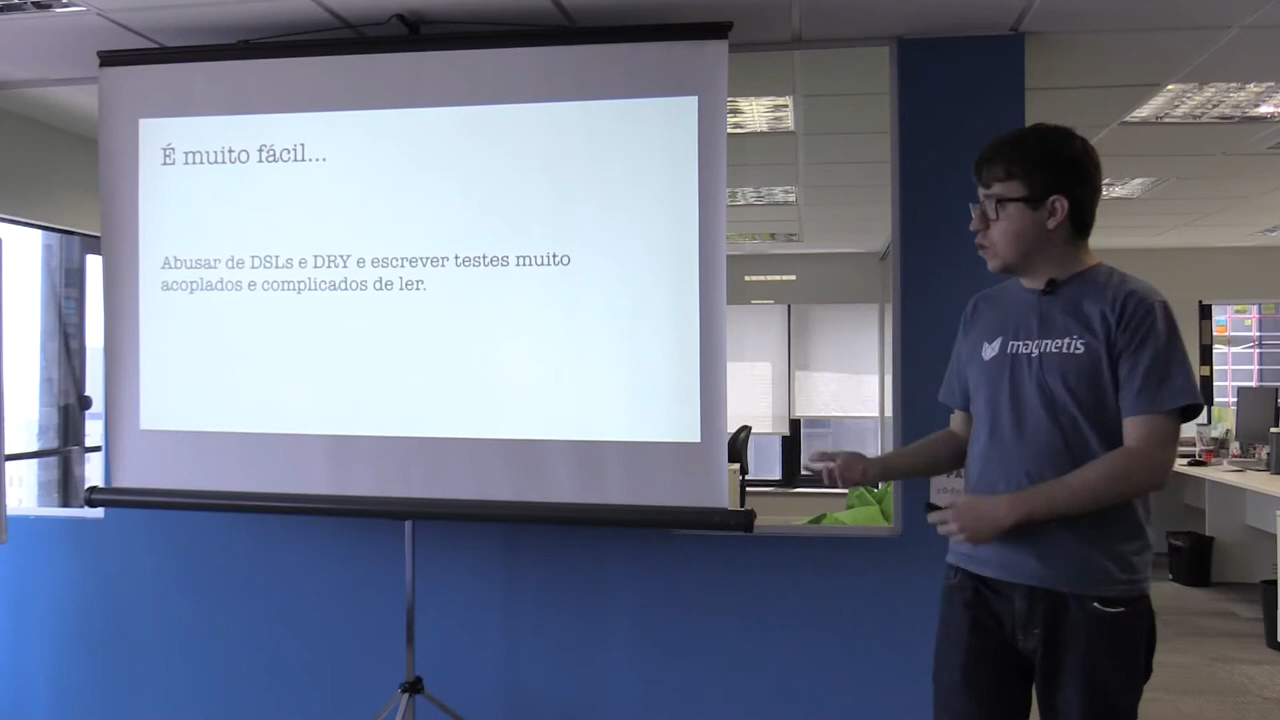 É muito fácil...
Abusar de DSLs e DRY e escrever testes muito
acoplados e complicados de ler.
magnetis